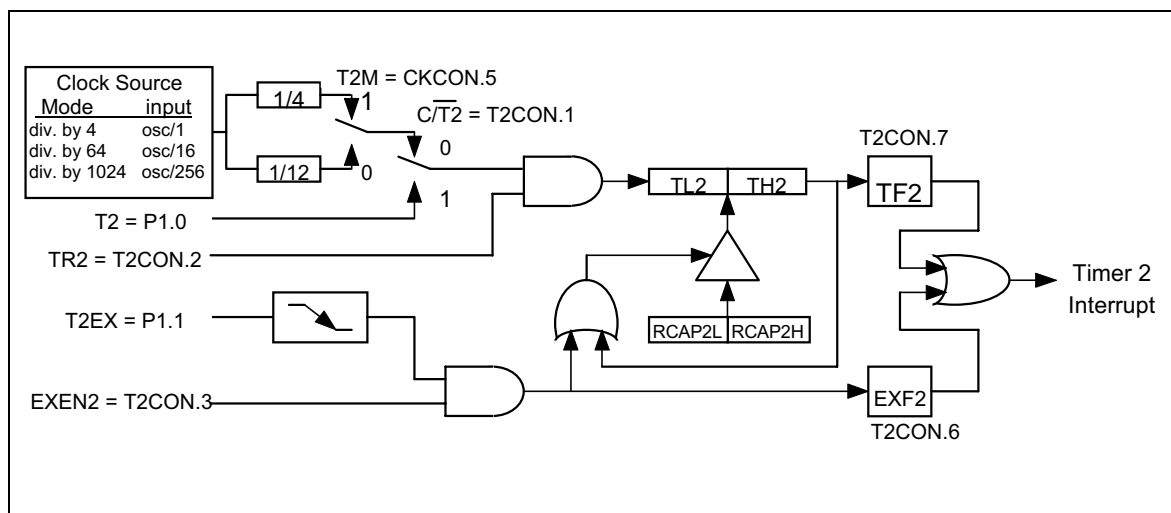 Clock Source
Mode input
div. by 4 osc/1
div. by 64 osc/16
div. by 1024 osc/256
1/4
1/12
T2M = CKCON.5
1
0
C/T2 = T2CON.1
0
1
T2 = P1.0
TR2 = T2CON.2
T2EX = P1.1
EXEN2 = T2CON.3
TL2 TH2
RCAP2L RCAP2H
T2CON.7
TF2
EXF2
T2CON.6
Timer 2
Interrupt